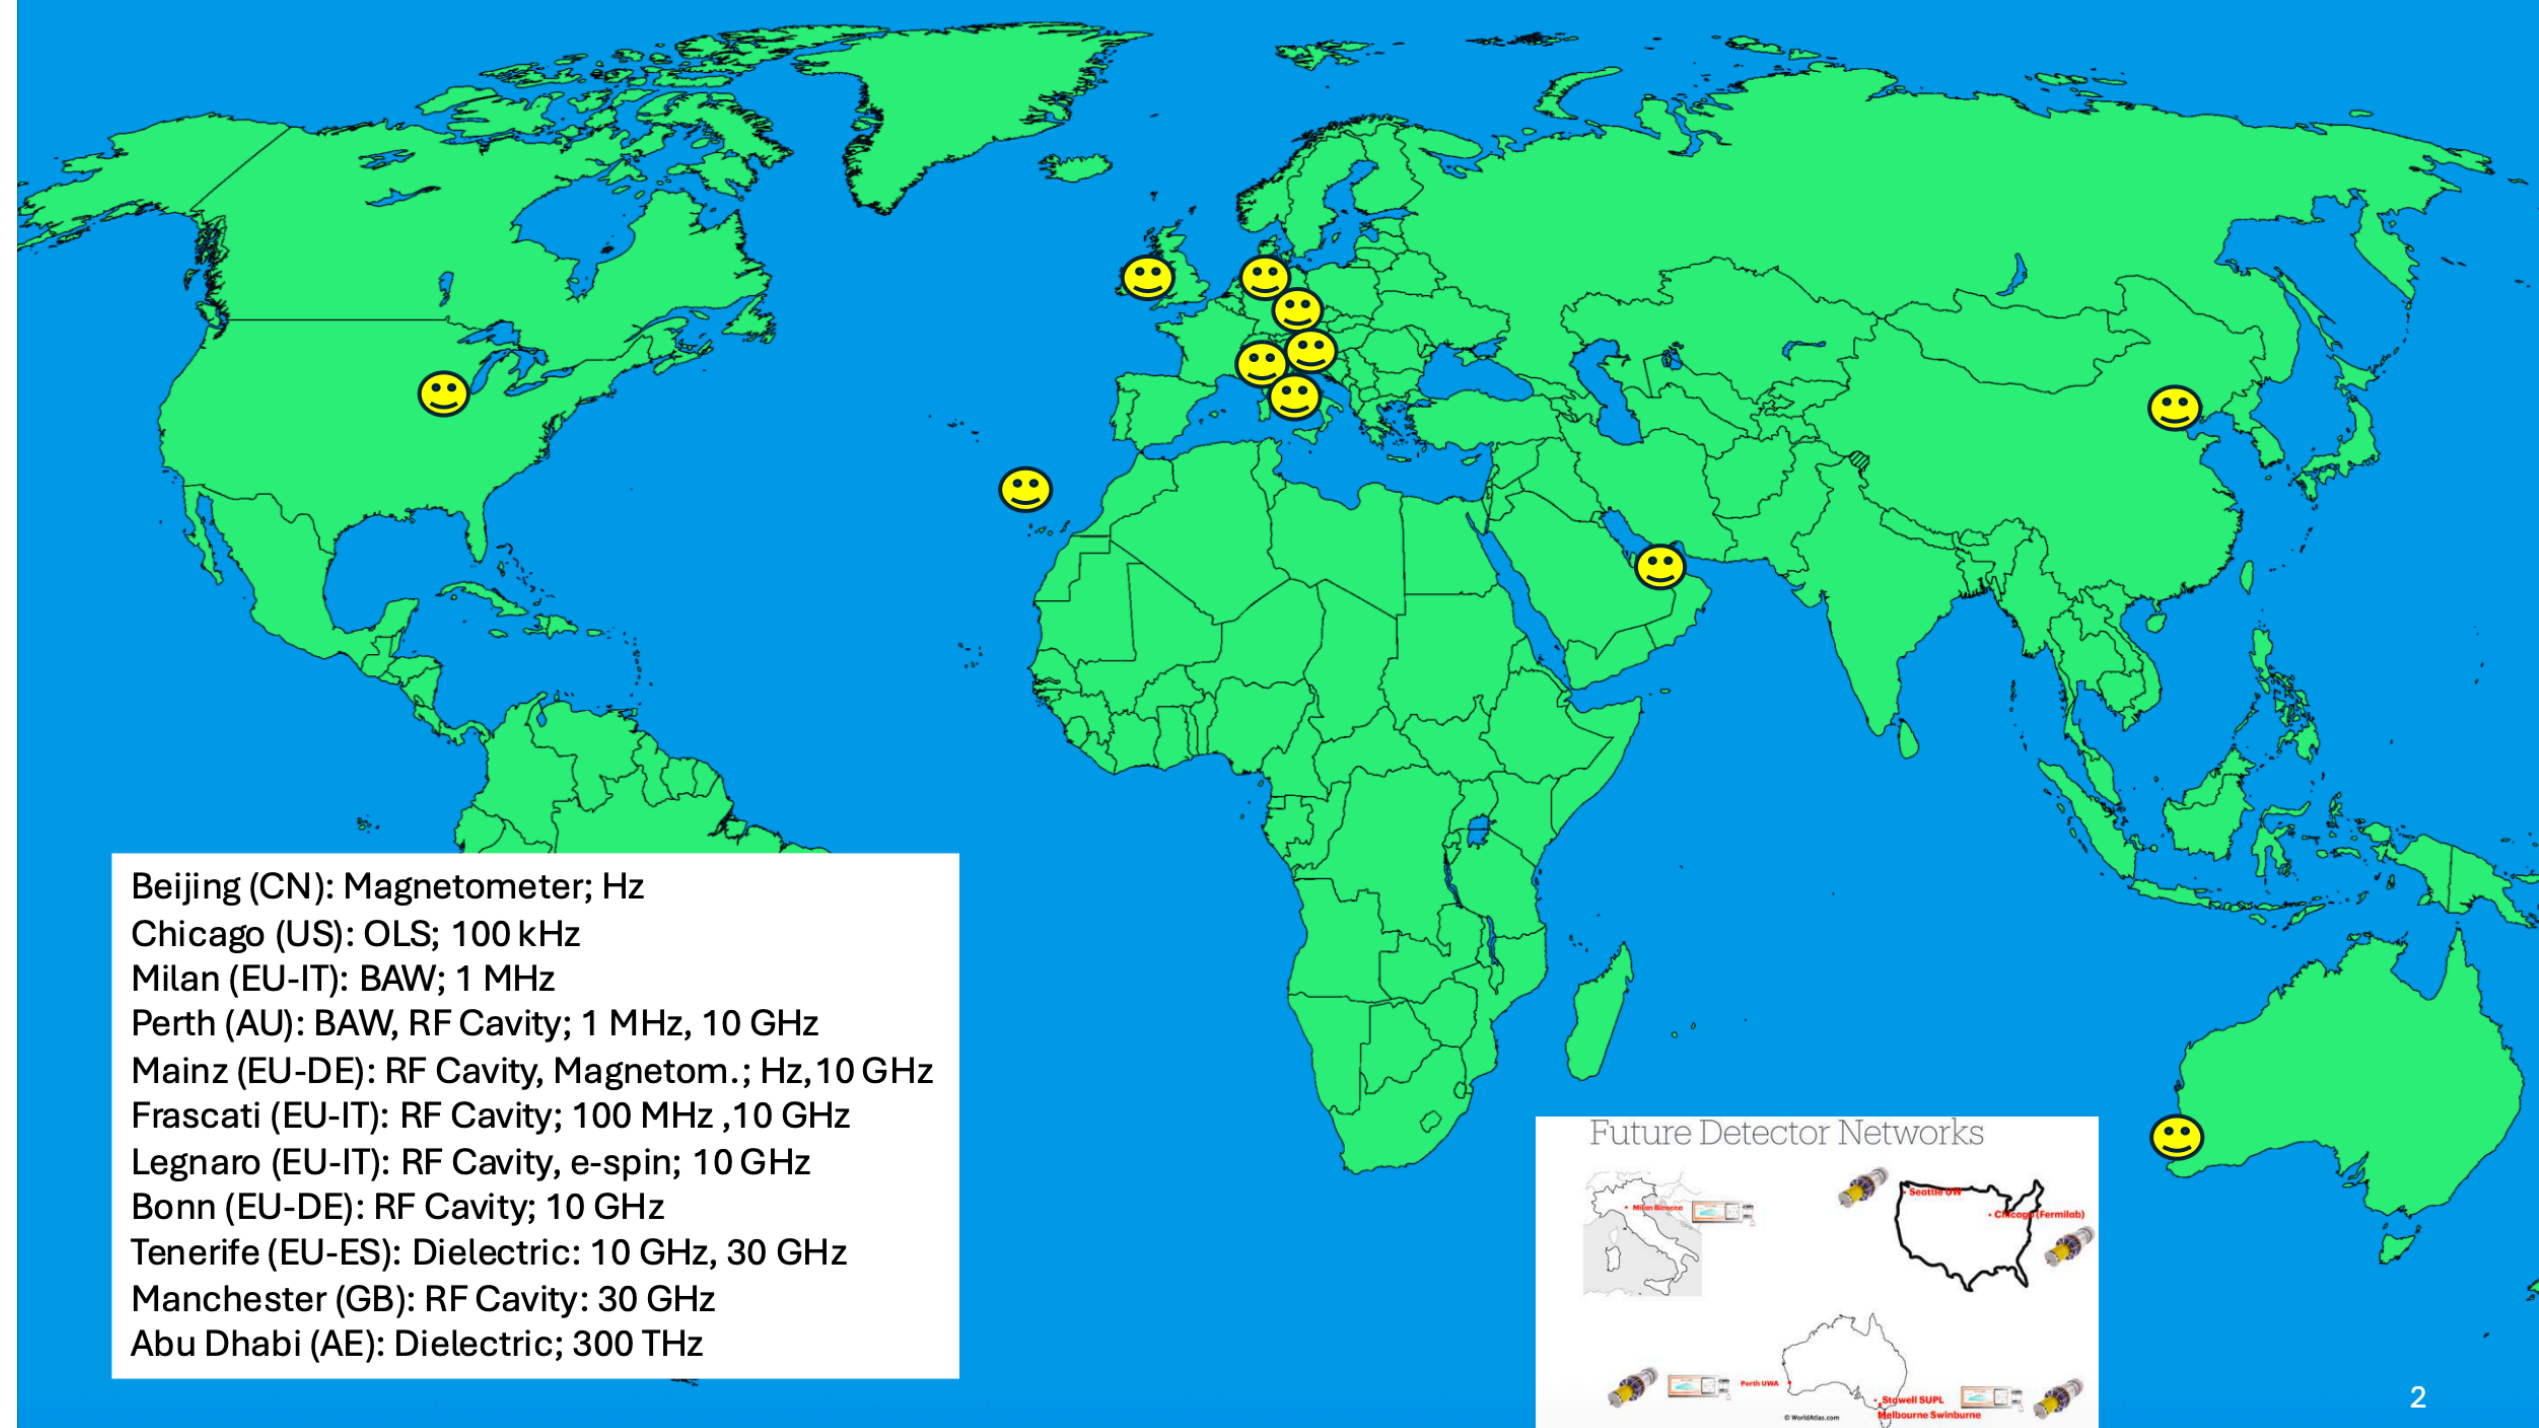 Beijing (CN): Magnetometer; Hz
Chicago (US): OLS; 100 kHz
Milan (EU-IT): BAW; 1 MHz
Perth (AU): BAW, RF Cavity; 1 MHz, 10 GHz
Mainz (EU-DE): RF Cavity, Magnetom.; Hz,10 GHz
Frascati (EU-IT): RF Cavity; 100 MHz ,10 GHz
Legnaro (EU-IT): RF Cavity, e-spin; 10 GHz
Bonn (EU-DE): RF Cavity; 10 GHz
Tenerife (EU-ES): Dielectric: 10 GHz, 30 GHz
Manchester (GB): RF Cavity: 30 GHz
Abu Dhabi (AE): Dielectric; 300 THz
Future Detector Networks
Milan Bicocca
Seattle UW
Chicago (Fermilab)
Perth UWA
Stawell SUPL
Melbourne Swinburne
© WorldAtlas.com
2